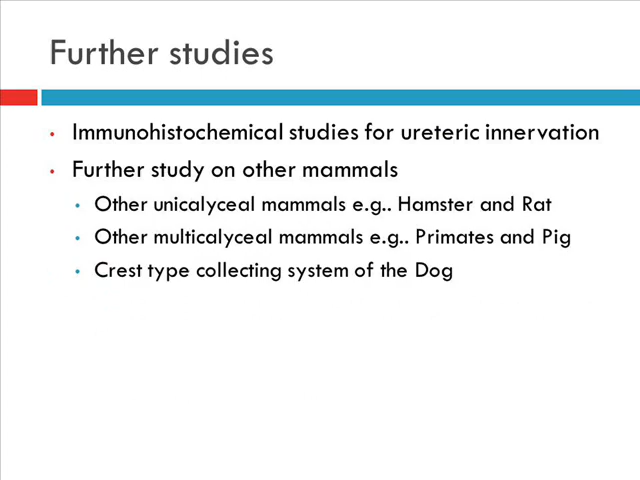 Further studies
• Immunohistochemical studies for ureteric innervation
• Further study on other mammals
• Other unicalyceal mammals e.g.. Hamster and Rat
• Other multicalyceal mammals e.g.. Primates and Pig
• Crest type collecting system of the Dog